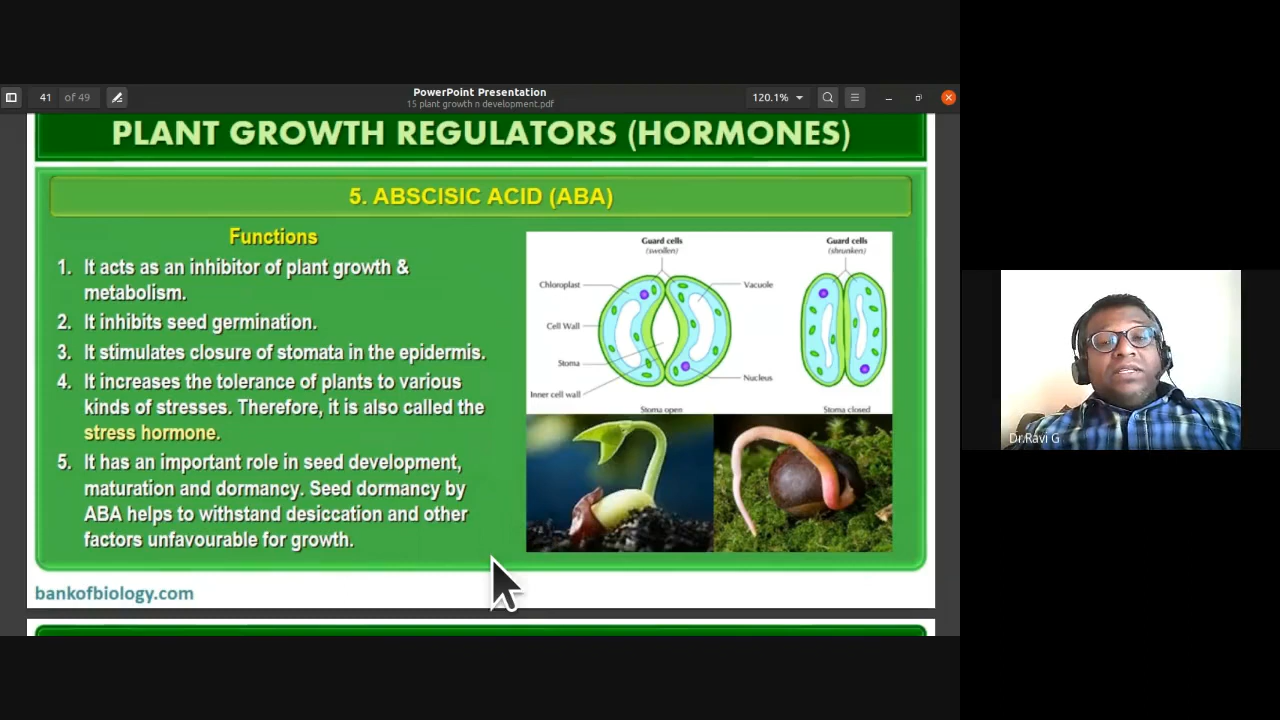 41 of 49
PowerPoint Presentation
15 plant growth n development.pdf
120.1%
PLANT GROWTH REGULATORS (HORMONES)
5. ABSCISIC ACID (ABA)
Functions
1. It acts as an inhibitor of plant growth &
metabolism.
2. It inhibits seed germination.
3. It stimulates closure of stomata in the epidermis.
4. It increases the tolerance of plants to various
kinds of stresses. Therefore, it is also called the
stress hormone.
5. It has an important role in seed development,
maturation and dormancy. Seed dormancy by
ABA helps to withstand desiccation and other
factors unfavourable for growth.
Guard cells
(swollen)
Chloroplast
Vacuole
Cell Wall
Stoma
Nucleus
Inner cell wall
Stoma open
Guard cells
(shrunken)
Stoma closed
bankofbiology.com
Dr.Ravi G